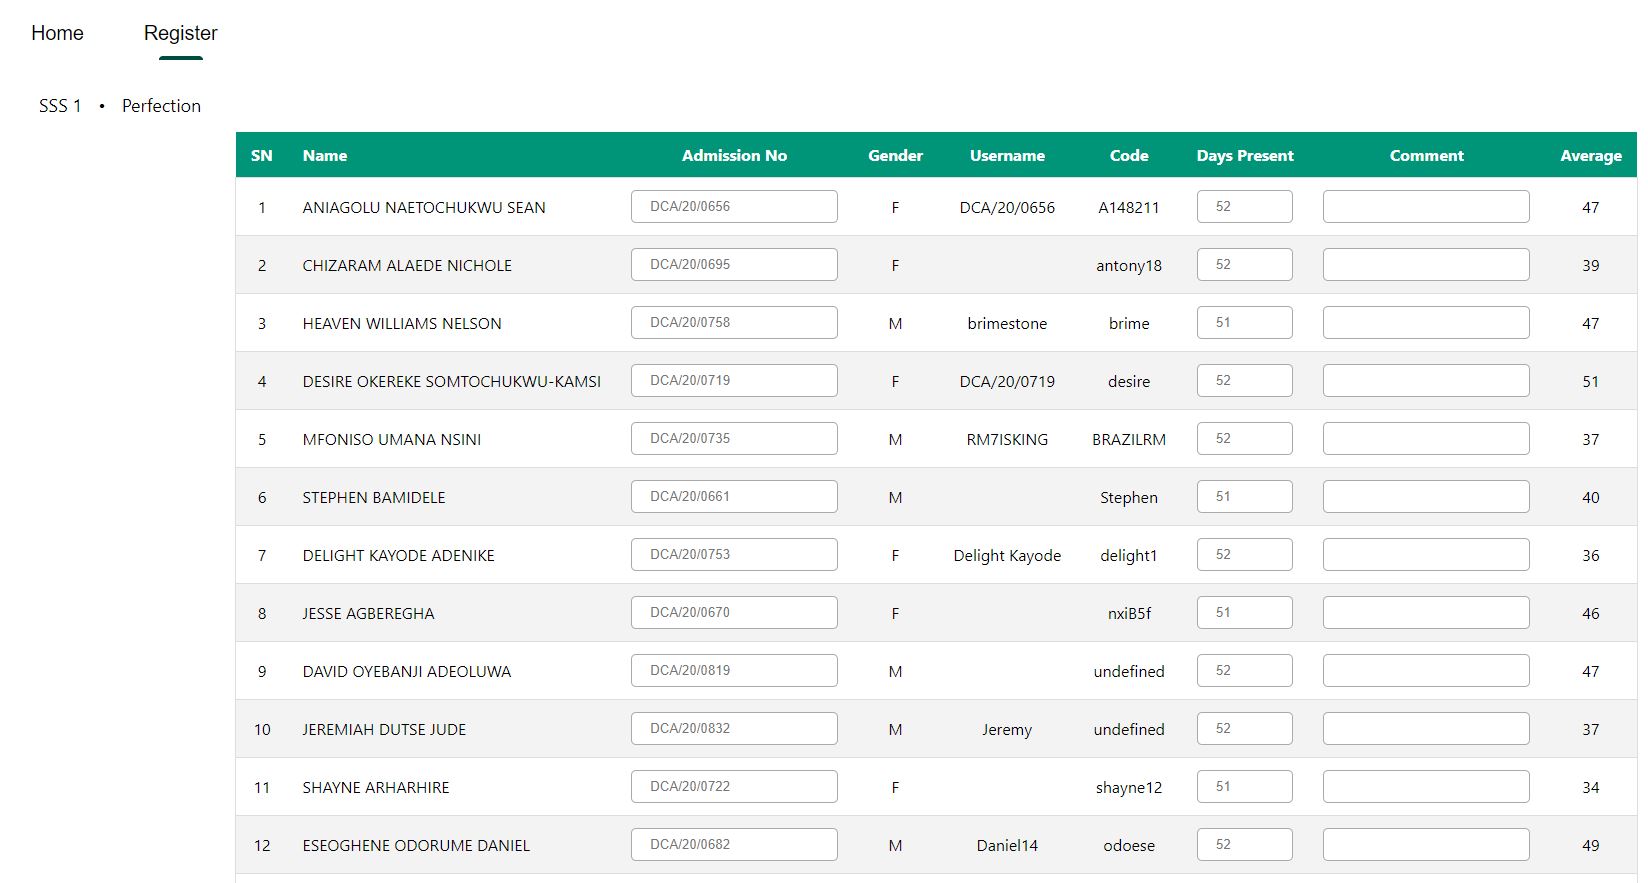 Home Register
SSS 1 • Perfection
SN Name Admission No Gender Username Code Days Present Comment Average
1 ANIAGOLU NAETOCHUKWU SEAN DCA/20/0656 F DCA/20/0656 A148211 52 47
2 CHIZARAM ALAEDE NICHOLE DCA/20/0695 F antony18 52 39
3 HEAVEN WILLIAMS NELSON DCA/20/0758 M brimestone brime 51 47
4 DESIRE OKEREKE SOMTOCHUKWU-KAMSI DCA/20/0719 F DCA/20/0719 desire 52 51
5 MFONISO UMANA NSINI DCA/20/0735 M RM7ISKING BRAZILRM 52 37
6 STEPHEN BAMIDELE DCA/20/0661 M Stephen 51 40
7 DELIGHT KAYODE ADENIKE DCA/20/0753 F Delight Kayode delight1 52 36
8 JESSE AGBEREGHA DCA/20/0670 F nxiB5f 51 46
9 DAVID OYEBANJI ADEOLUWA DCA/20/0819 M undefined 52 47
10 JEREMIAH DUTSE JUDE DCA/20/0832 M Jeremy undefined 52 37
11 SHAYNE ARHARHIRE DCA/20/0722 F shayne12 51 34
12 ESEOGHENE ODORUME DANIEL DCA/20/0682 M Daniel14 odoese 52 49